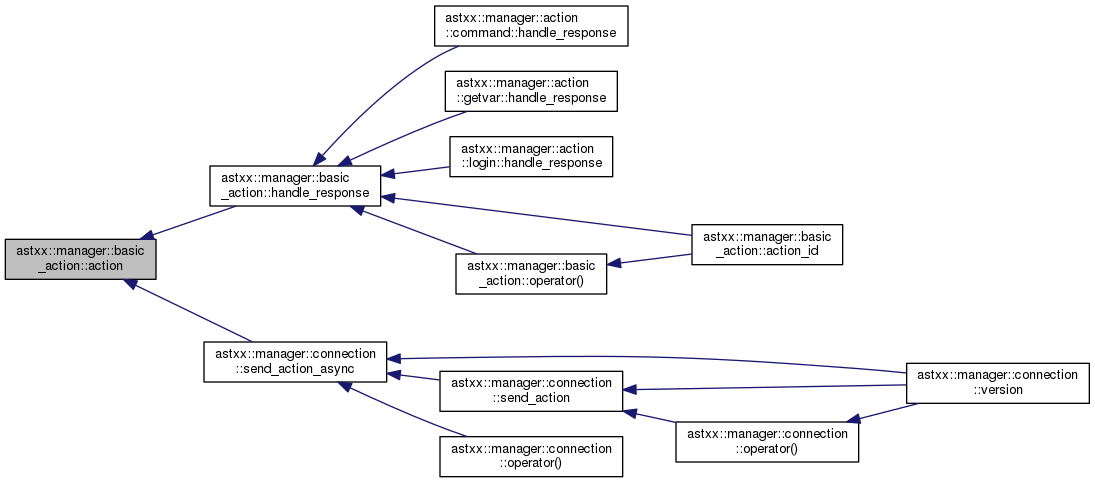 astxx::manager::action
::command::handle_response
astxx::manager::action
::getvar::handle_response
astxx::manager::action
::login::handle_response
astxx::manager::basic
_action::handle_response
astxx::manager::basic
_action::action_id
astxx::manager::basic
_action::action
astxx::manager::basic
_action::operator()
astxx::manager::connection
::send_action_async
astxx::manager::connection
::send_action
astxx::manager::connection
::version
astxx::manager::connection
::operator()
astxx::manager::connection
::operator()